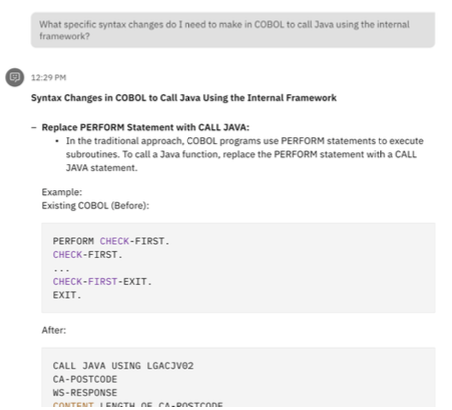 What specific syntax changes do I need to make in COBOL to call Java using the internal
framework?
12:29 PM
Syntax Changes in COBOL to Call Java Using the Internal Framework
– Replace PERFORM Statement with CALL JAVA:
• In the traditional approach, COBOL programs use PERFORM statements to execute
subroutines. To call a Java function, replace the PERFORM statement with a CALL
JAVA statement.
Example:
Existing COBOL (Before):
PERFORM CHECK-FIRST.
CHECK-FIRST.
...
CHECK-FIRST-EXIT.
EXIT.
After:
CALL JAVA USING LGACJV02
CA-POSTCODE
WS-RESPONSE
CONTENT LENGTH OF CA-POSTCODE